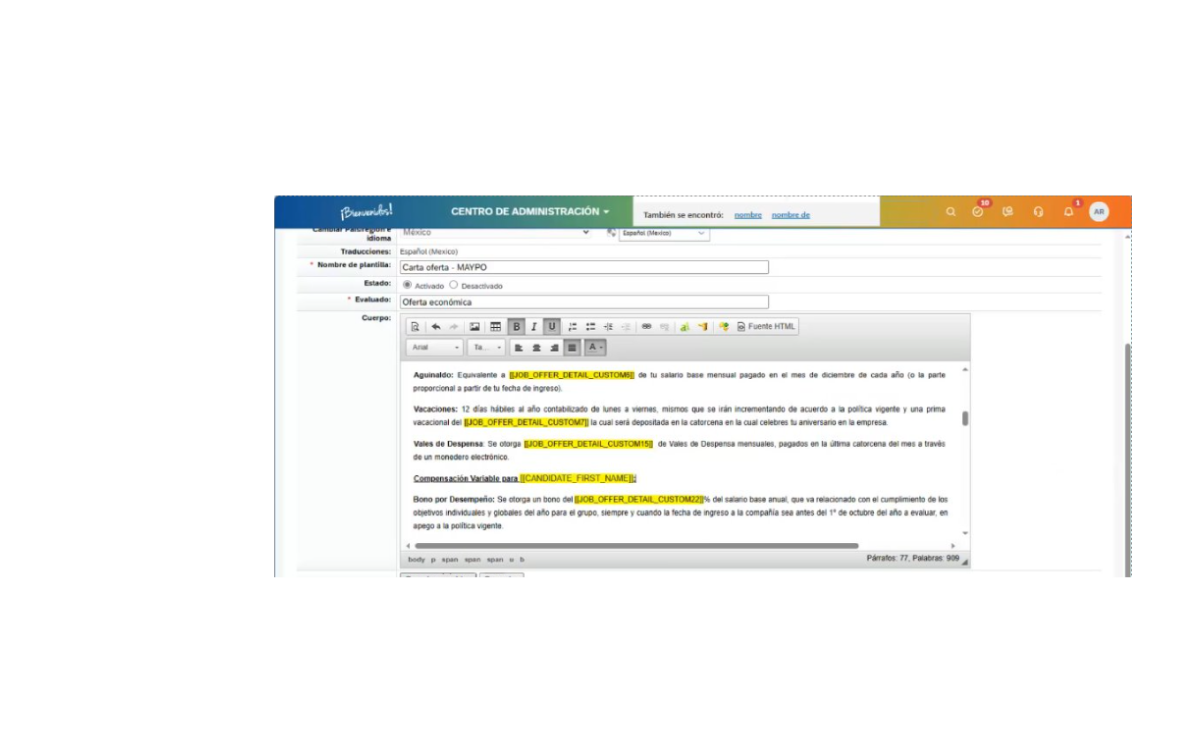 ¡Bienvenidos!
CENTRO DE ADMINISTRACIÓN
También se encontró: nombre nombre de
10
1
AR
Cambiar País/región e idioma
México
Español (Mexico)
Traducciones: Español (Mexico)
* Nombre de plantilla: Carta oferta - MAYPO
Estado: Activado Desactivado
* Evaluado: Oferta económica
Cuerpo:
B I U Fuente HTML
Arial Ta... A
Aguinaldo: Equivalente a [[JOB_OFFER_DETAIL_CUSTOM6]] de tu salario base mensual pagado en el mes de diciembre de cada año (o la parte
proporcional a partir de tu fecha de ingreso).
Vacaciones: 12 días hábiles al año contabilizado de lunes a viernes, mismos que se irán incrementando de acuerdo a la política vigente y una prima
vacacional del [[JOB_OFFER_DETAIL_CUSTOM7]] la cual será depositada en la catorcena en la cual celebres tu aniversario en la empresa.
Vales de Despensa: Se otorga [[JOB_OFFER_DETAIL_CUSTOM15]] de Vales de Despensa mensuales, pagados en la última catorcena del mes a través
de un monedero electrónico.
Compensación Variable para [[CANDIDATE_FIRST_NAME]]:
Bono por Desempeño: Se otorga un bono del [[JOB_OFFER_DETAIL_CUSTOM22]]% del salario base anual, que va relacionado con el cumplimiento de los
objetivos individuales y globales del año para el grupo, siempre y cuando la fecha de ingreso a la compañía sea antes del 1º de octubre del año a evaluar, en
apego a la política vigente.
body p span span span u b
Párrafos: 77, Palabras: 909